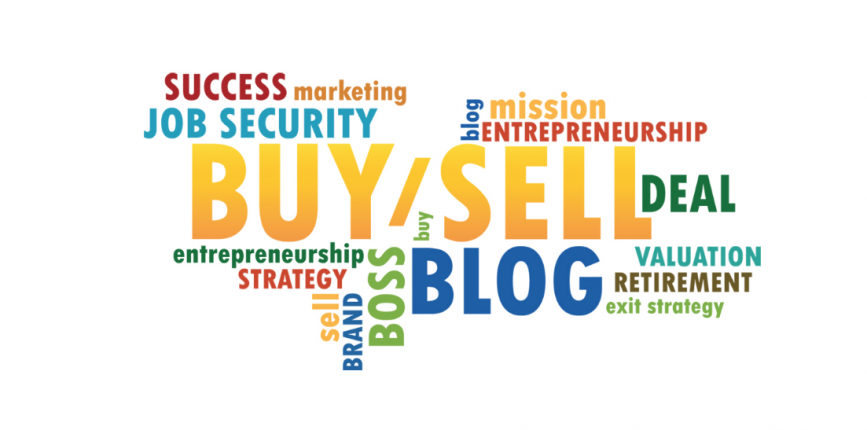 SUCCESS marketing
JOB SECURITY
blog
mission
ENTREPRENEURSHIP
BUY/SELL
DEAL
buy
entrepreneurship
STRATEGY
sell
BRAND
BOSS
BLOG
VALUATION
RETIREMENT
exit strategy